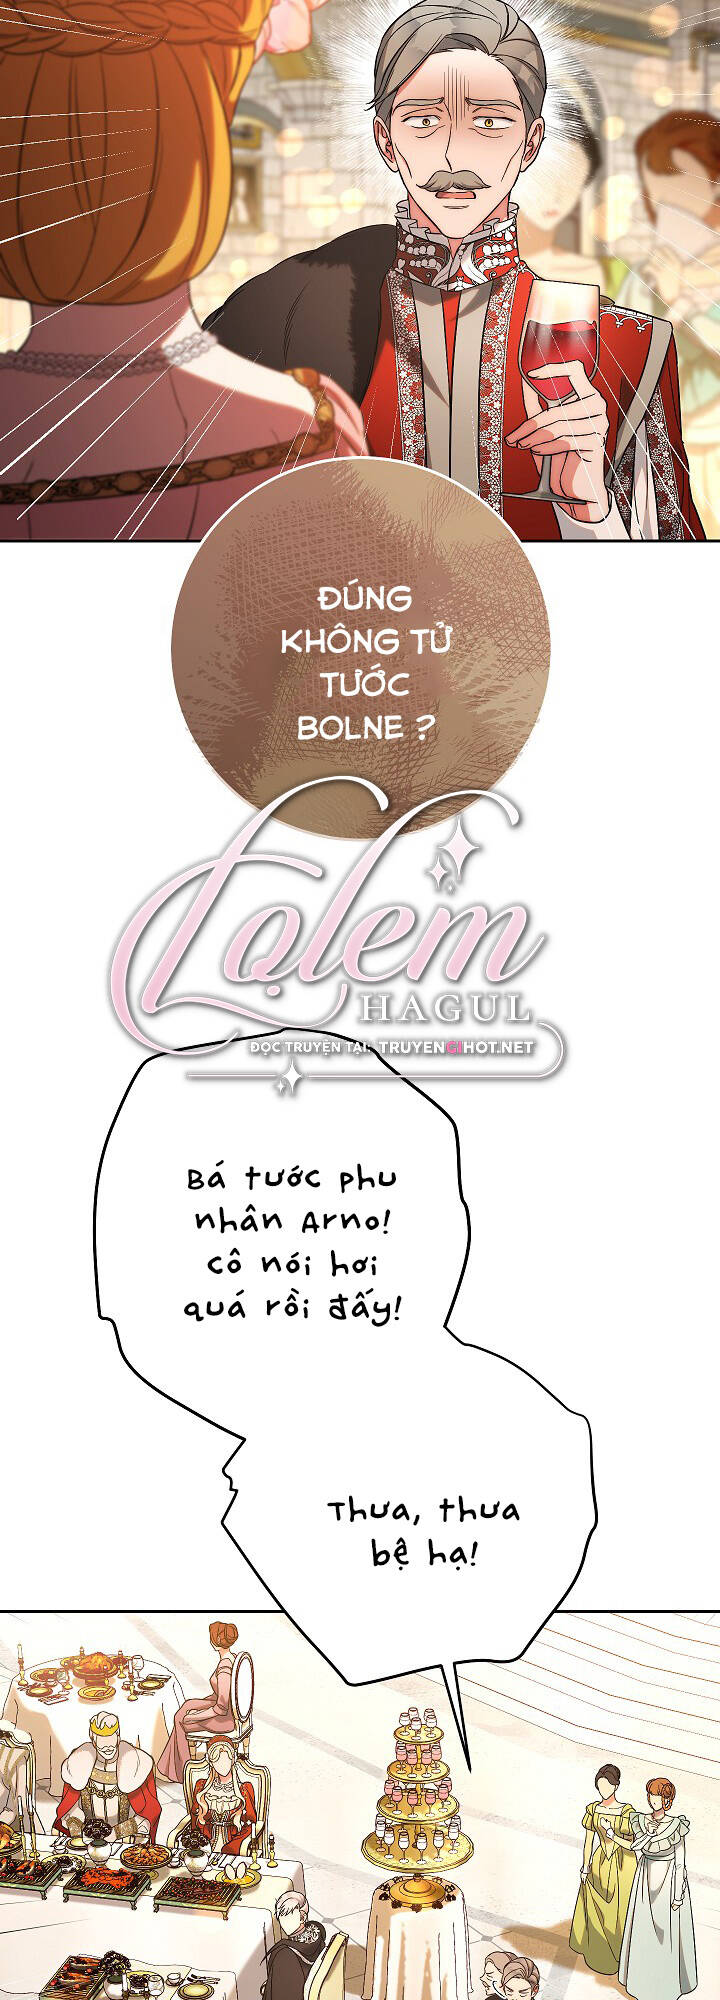 ĐÚNG
KHÔNG TỬ
TƯỚC
BOLNE ?
Lọlem
HAGUL
ĐỌC TRUYỆN TẠI: TRUYENCIHOT.NET
Bá tước phu
nhân Arno!
cô nói hơi
quá rồi đấy!
Thưa, thưa
bệ hạ!